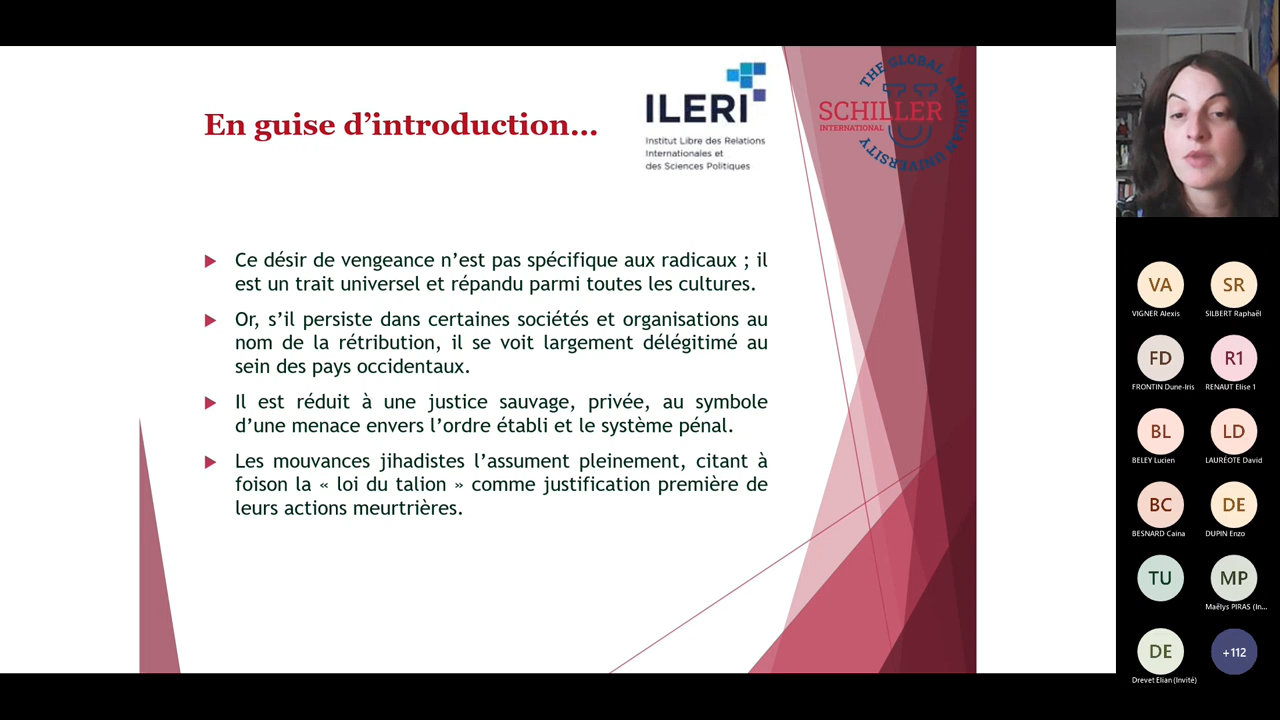 En guise d’introduction...
ILERI
Institut Libre des Relations
Internationales et
des Sciences Politiques
THE GLOBAL AMERICAN
SCHILLER
INTERNATIONAL
U
UNIVERSITY
Ce désir de vengeance n’est pas spécifique aux radicaux ; il
est un trait universel et répandu parmi toutes les cultures.
Or, s’il persiste dans certaines sociétés et organisations au
nom de la rétribution, il se voit largement délégitimé au
sein des pays occidentaux.
Il est réduit à une justice sauvage, privée, au symbole
d’une menace envers l’ordre établi et le système pénal.
Les mouvances jihadistes l’assument pleinement, citant à
foison la « loi du talion » comme justification première de
leurs actions meurtrières.
VA
VIGNER Alexis
SR
SILBERT Raphaël
FD
FRONTIN Dune-Iris
R1
RENAUT Elise 1
BL
BELEY Lucien
LD
LAURÉOTE David
BC
BESNARD Caina
DE
DUPIN Enzo
TU
MP
Maëlys PIRAS (In...
DE
Drevet Elian (Invité)
+112